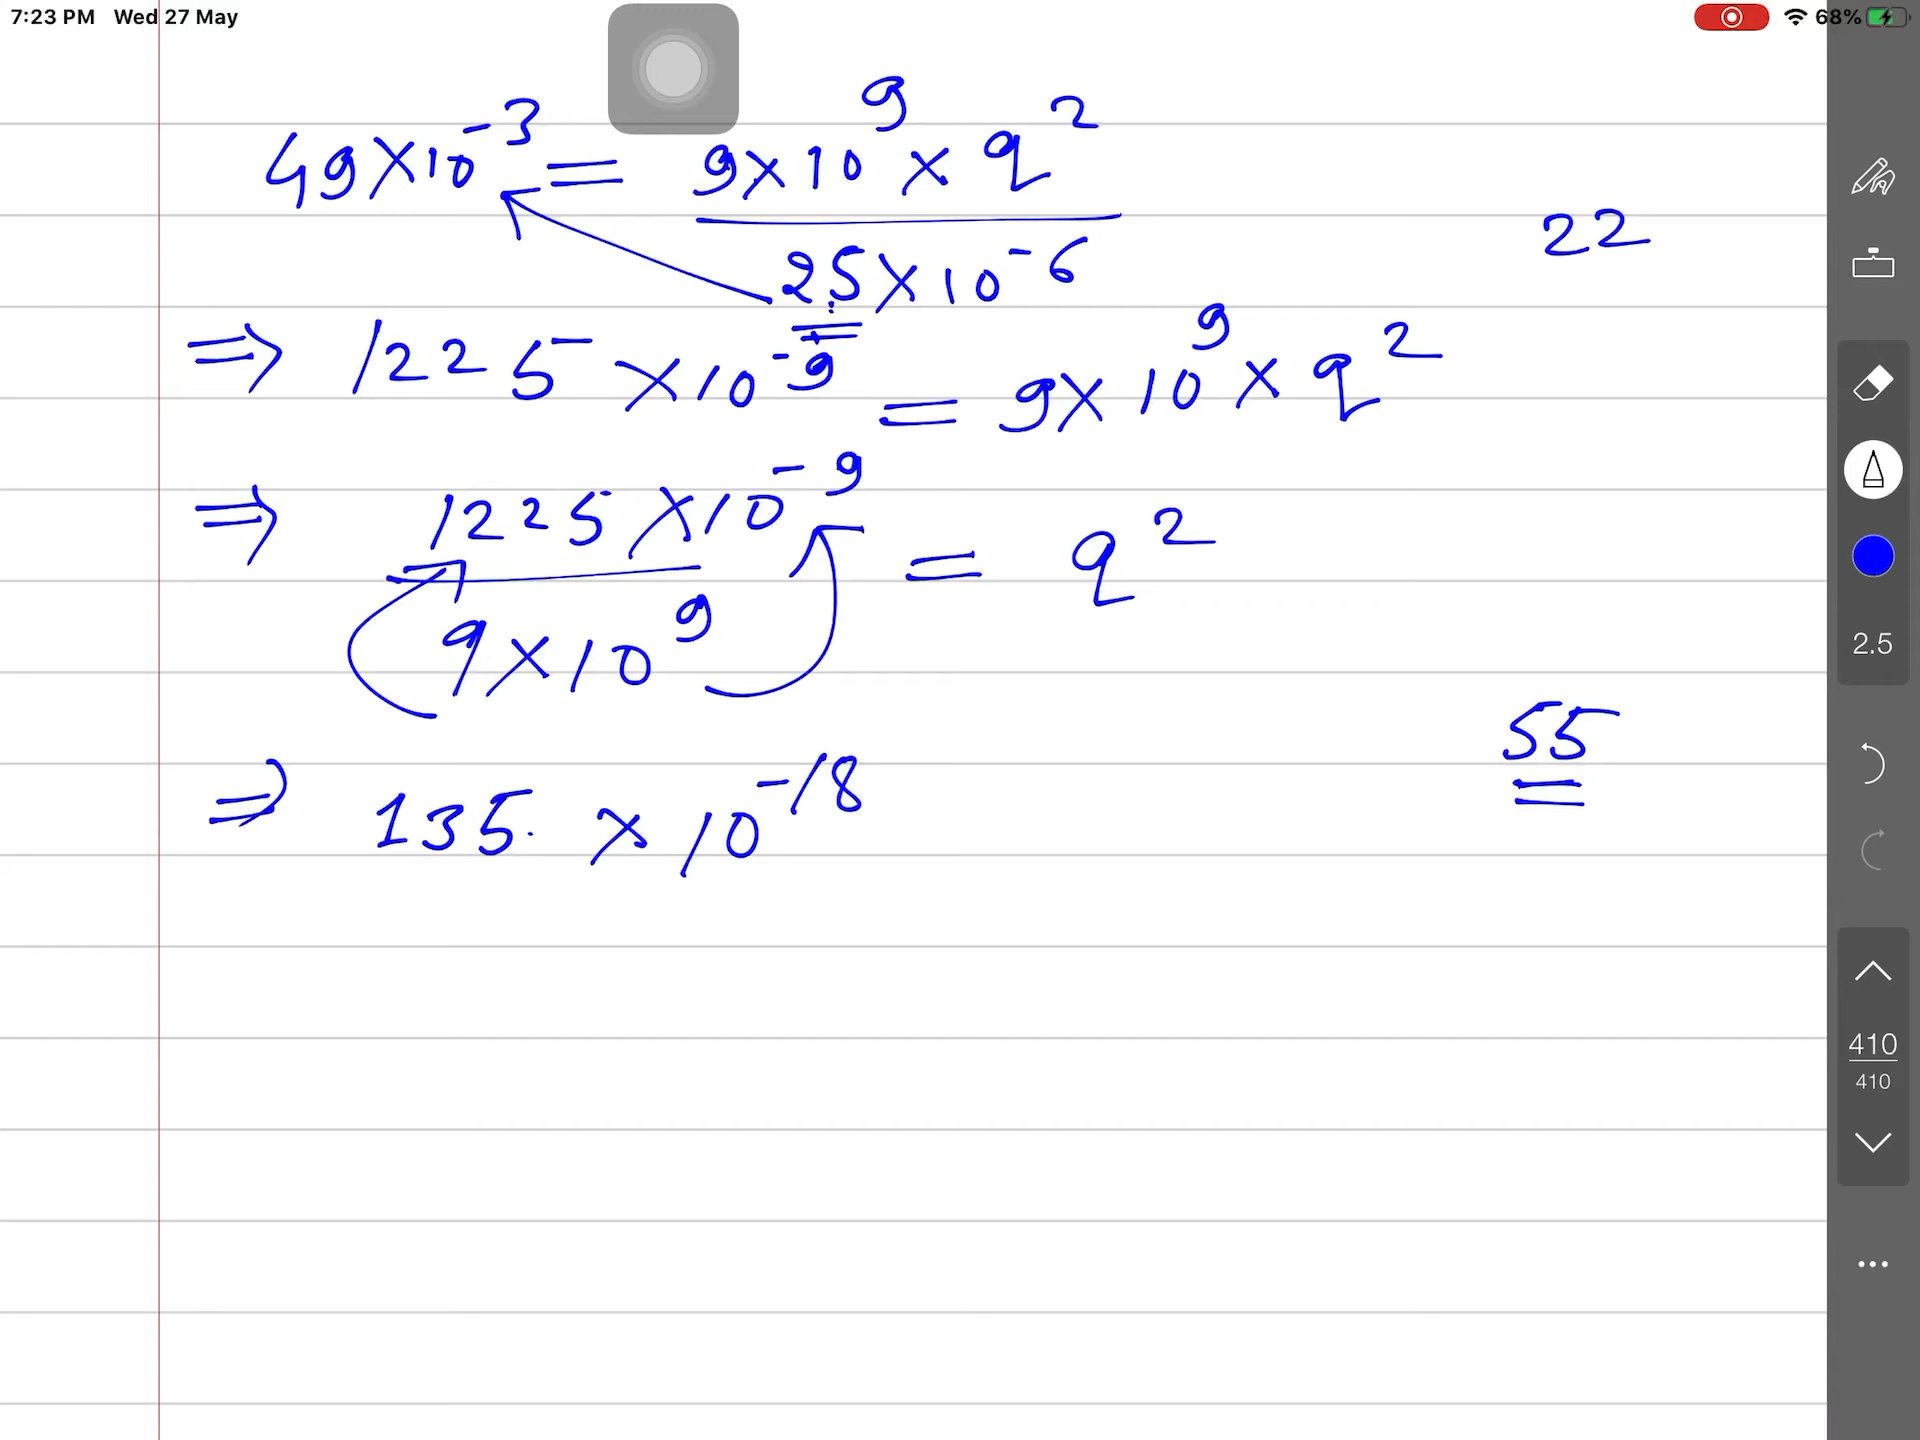 7:23 PM Wed 27 May 68%
49×10^-3 = 9×10^9 × q^2 / 25×10^-6
22
⇒ 1225 ×10^-9 = 9×10^9 × q^2
⇒ 1225 ×10^-9 / 9×10^9 = q^2
2.5
55
⇒ 135. ×10^-18
410
410